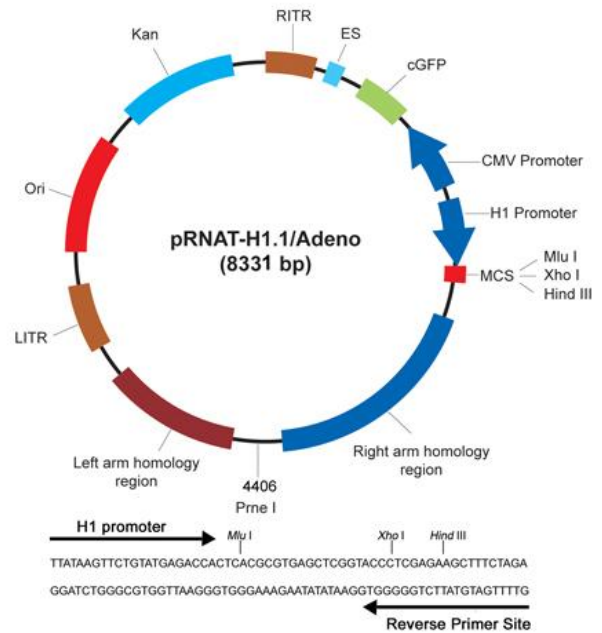 RITR
ES
Kan
cGFP
CMV Promoter
Ori
H1 Promoter
pRNAT-H1.1/Adeno
(8331 bp)
Mlu I
MCS Xho I
Hind III
LITR
Left arm homology
region
Right arm homology
region
4406
Prne I
H1 promoter
Mlu I Xho I Hind III
TTATAAGTTCTGTATGAGACCACTCACGCGTGAGCTCGGTACCCTCGAGAAGCTTTCTAGA
GGATCTGGGCGTGGTTAAGGGTGGGAAAGAATATATAAGGTGGGGGTCTTATGTAGTTTTG
Reverse Primer Site